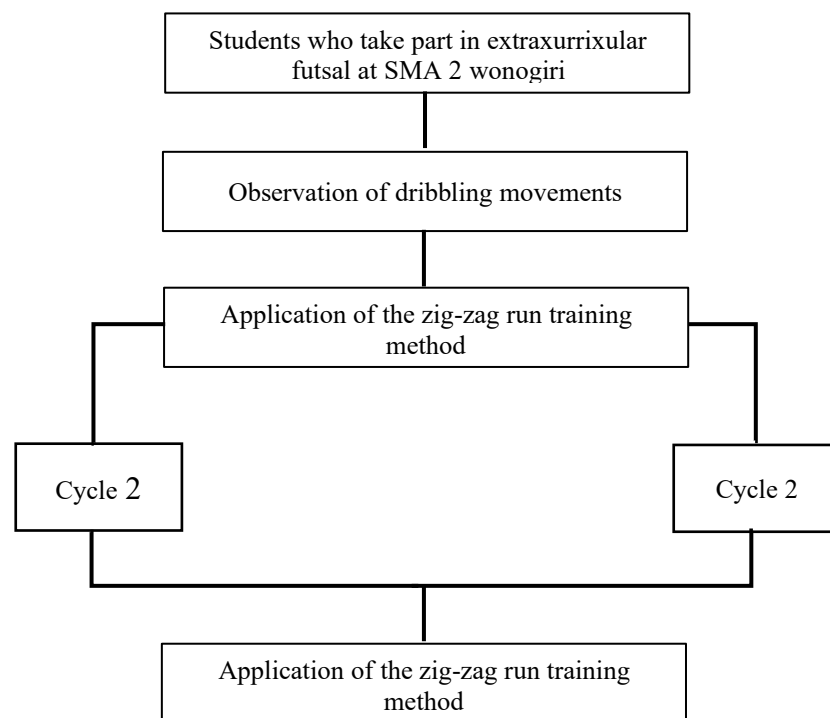 Students who take part in extraxurrixular
futsal at SMA 2 wonogiri
Observation of dribbling movements
Application of the zig-zag run training
method
Cycle 2
Cycle 2
Application of the zig-zag run training
method